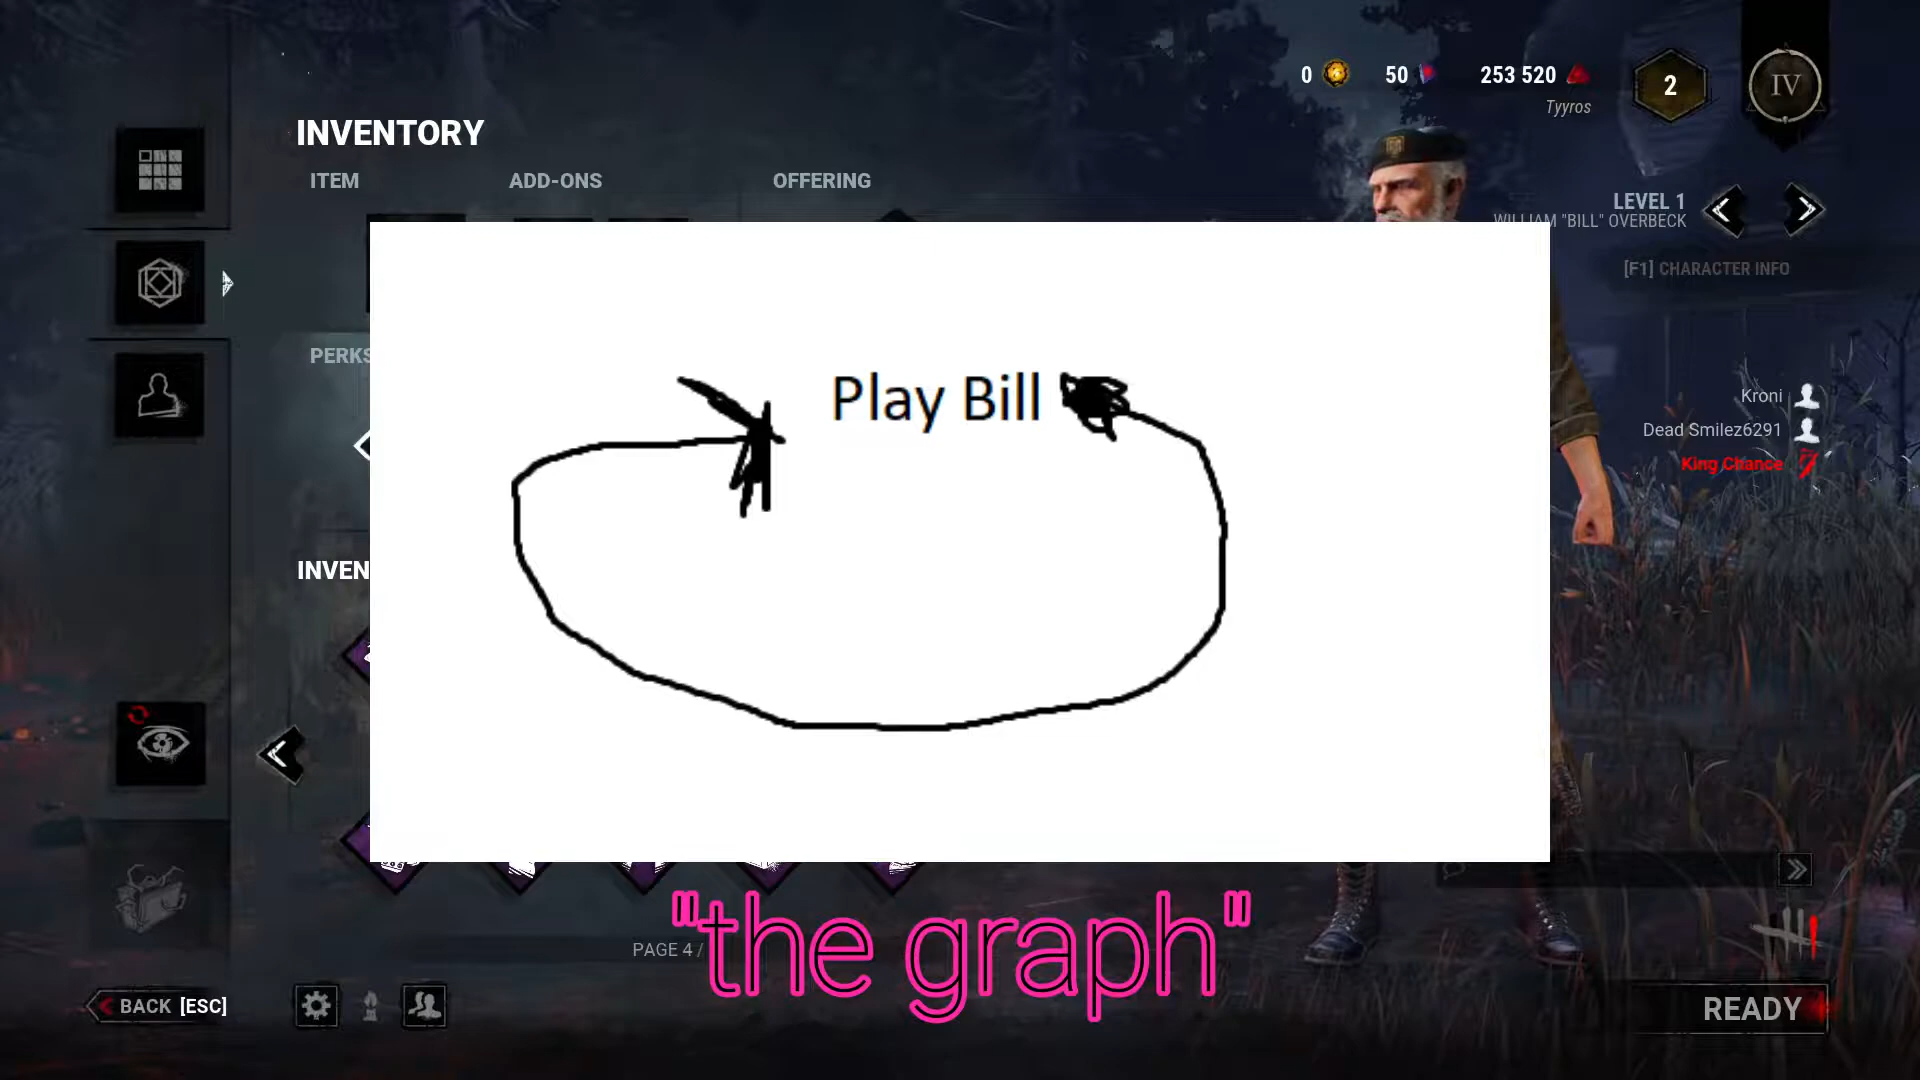 0 50 253 520
Tyyros
2
IV
INVENTORY
ITEM ADD-ONS OFFERING
LEVEL 1
WILLIAM "BILL" OVERBECK
[F1] CHARACTER INFO
PERKS
Play Bill
Kroni
Dead Smilez6291
King Chance
INVEN
"the graph"
PAGE 4 /
BACK [ESC]
READY